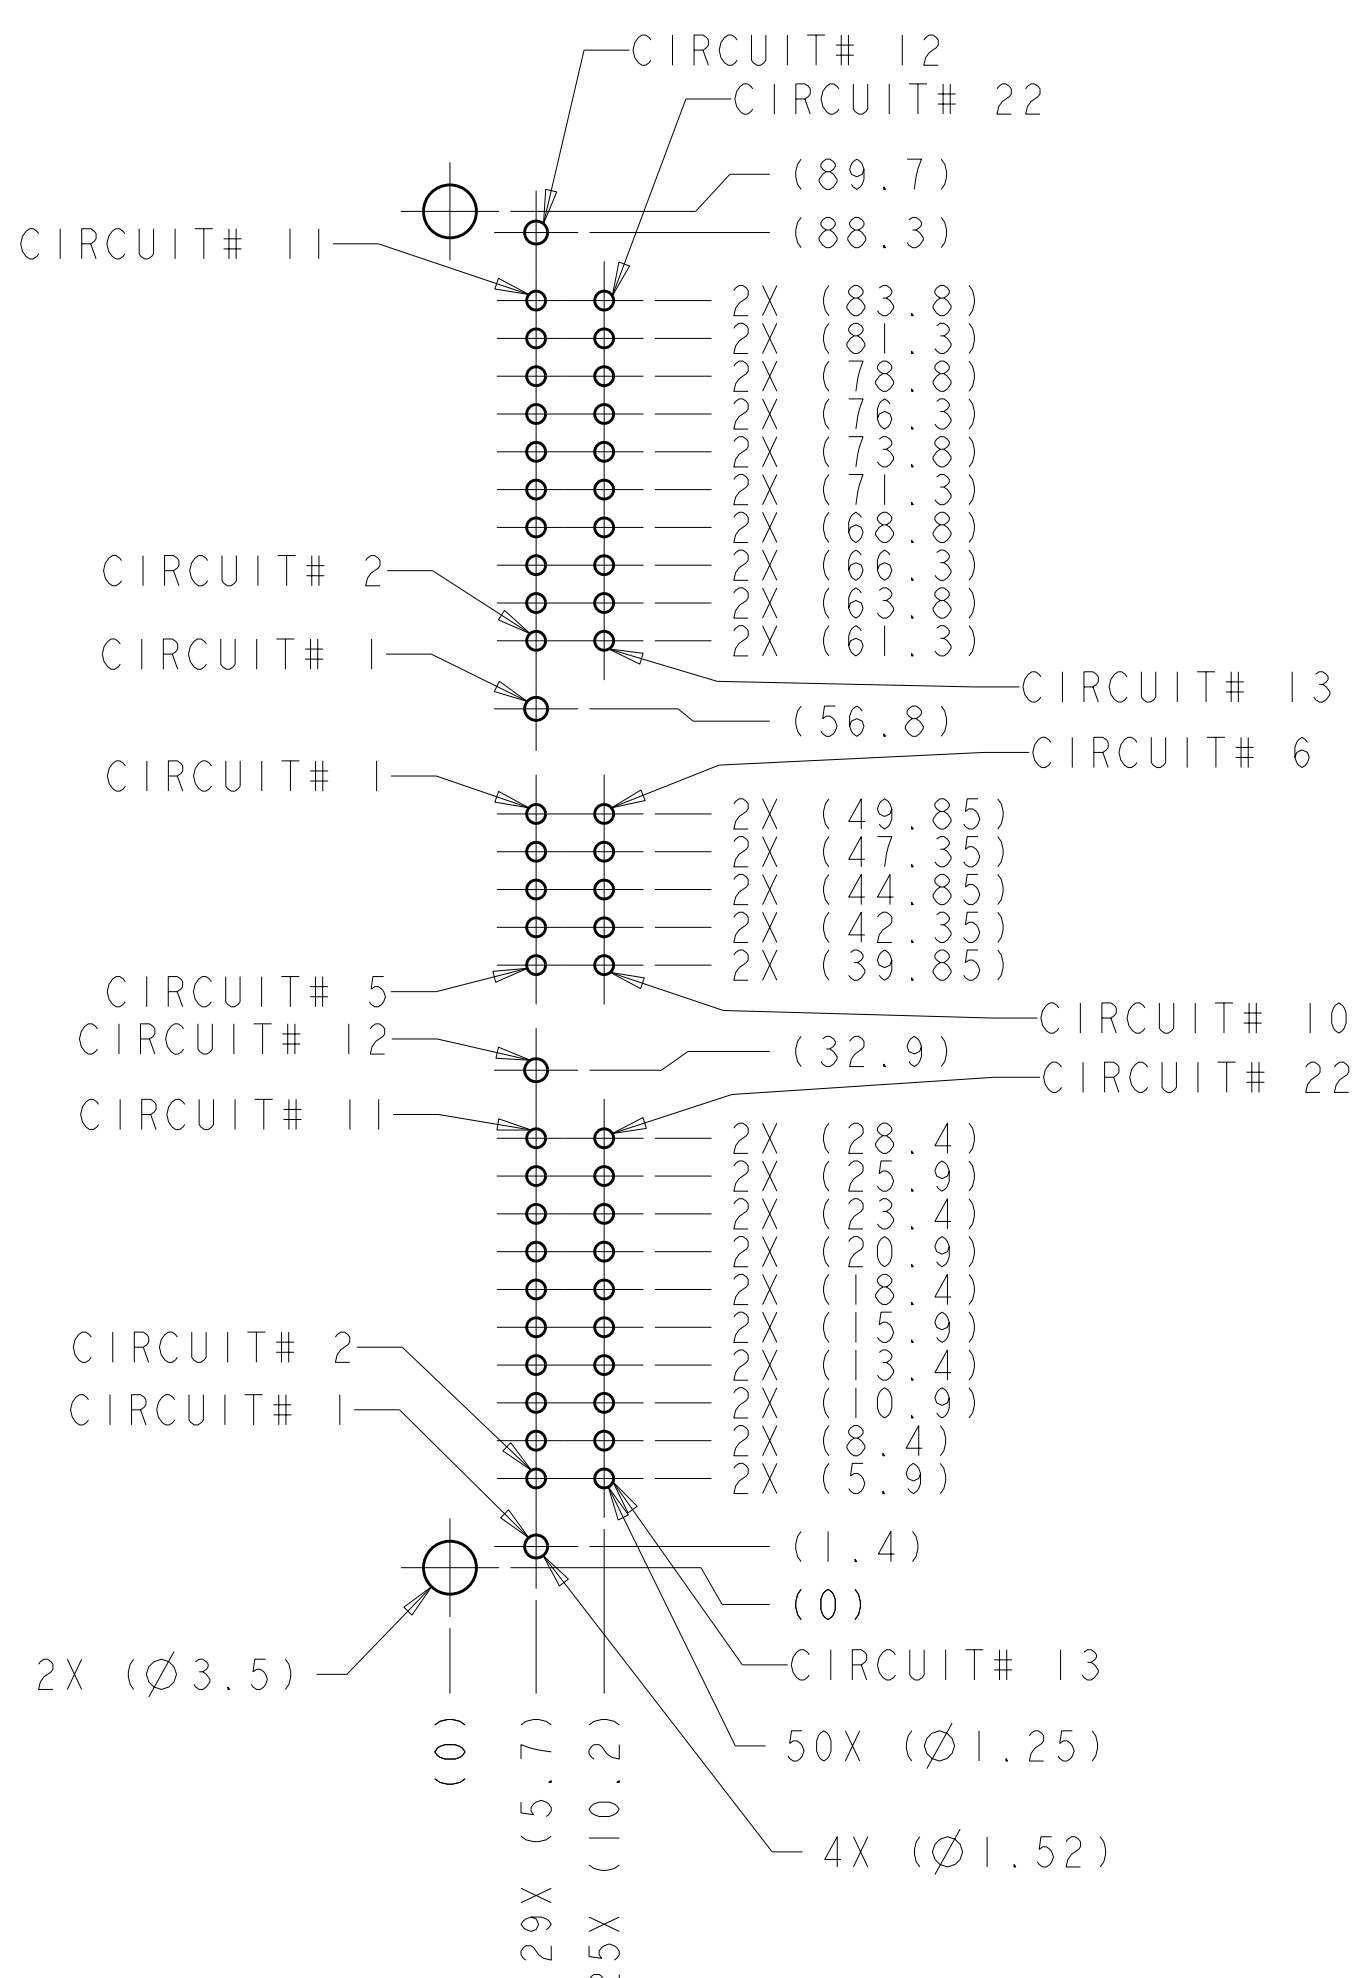 CIRCUIT# 12
CIRCUIT# 22
(89.7)
(88.3)
CIRCUIT# 11
2X (83.8)
2X (81.3)
2X (78.8)
2X (76.3)
2X (73.8)
2X (71.3)
2X (68.8)
2X (66.3)
CIRCUIT# 2
2X (63.8)
2X (61.3)
CIRCUIT# 1
CIRCUIT# 13
(56.8)
CIRCUIT# 6
CIRCUIT# 1
2X (49.85)
2X (47.35)
2X (44.85)
2X (42.35)
2X (39.85)
CIRCUIT# 5
CIRCUIT# 10
CIRCUIT# 12
(32.9)
CIRCUIT# 22
CIRCUIT# 11
2X (28.4)
2X (25.9)
2X (23.4)
2X (20.9)
2X (18.4)
2X (15.9)
CIRCUIT# 2
2X (13.4)
2X (10.9)
CIRCUIT# 1
2X (8.4)
2X (5.9)
(1.4)
(0)
CIRCUIT# 13
2X (Ø3.5)
50X (Ø1.25)
4X (Ø1.52)
(0)
29X (5.7)
25X (10.2)